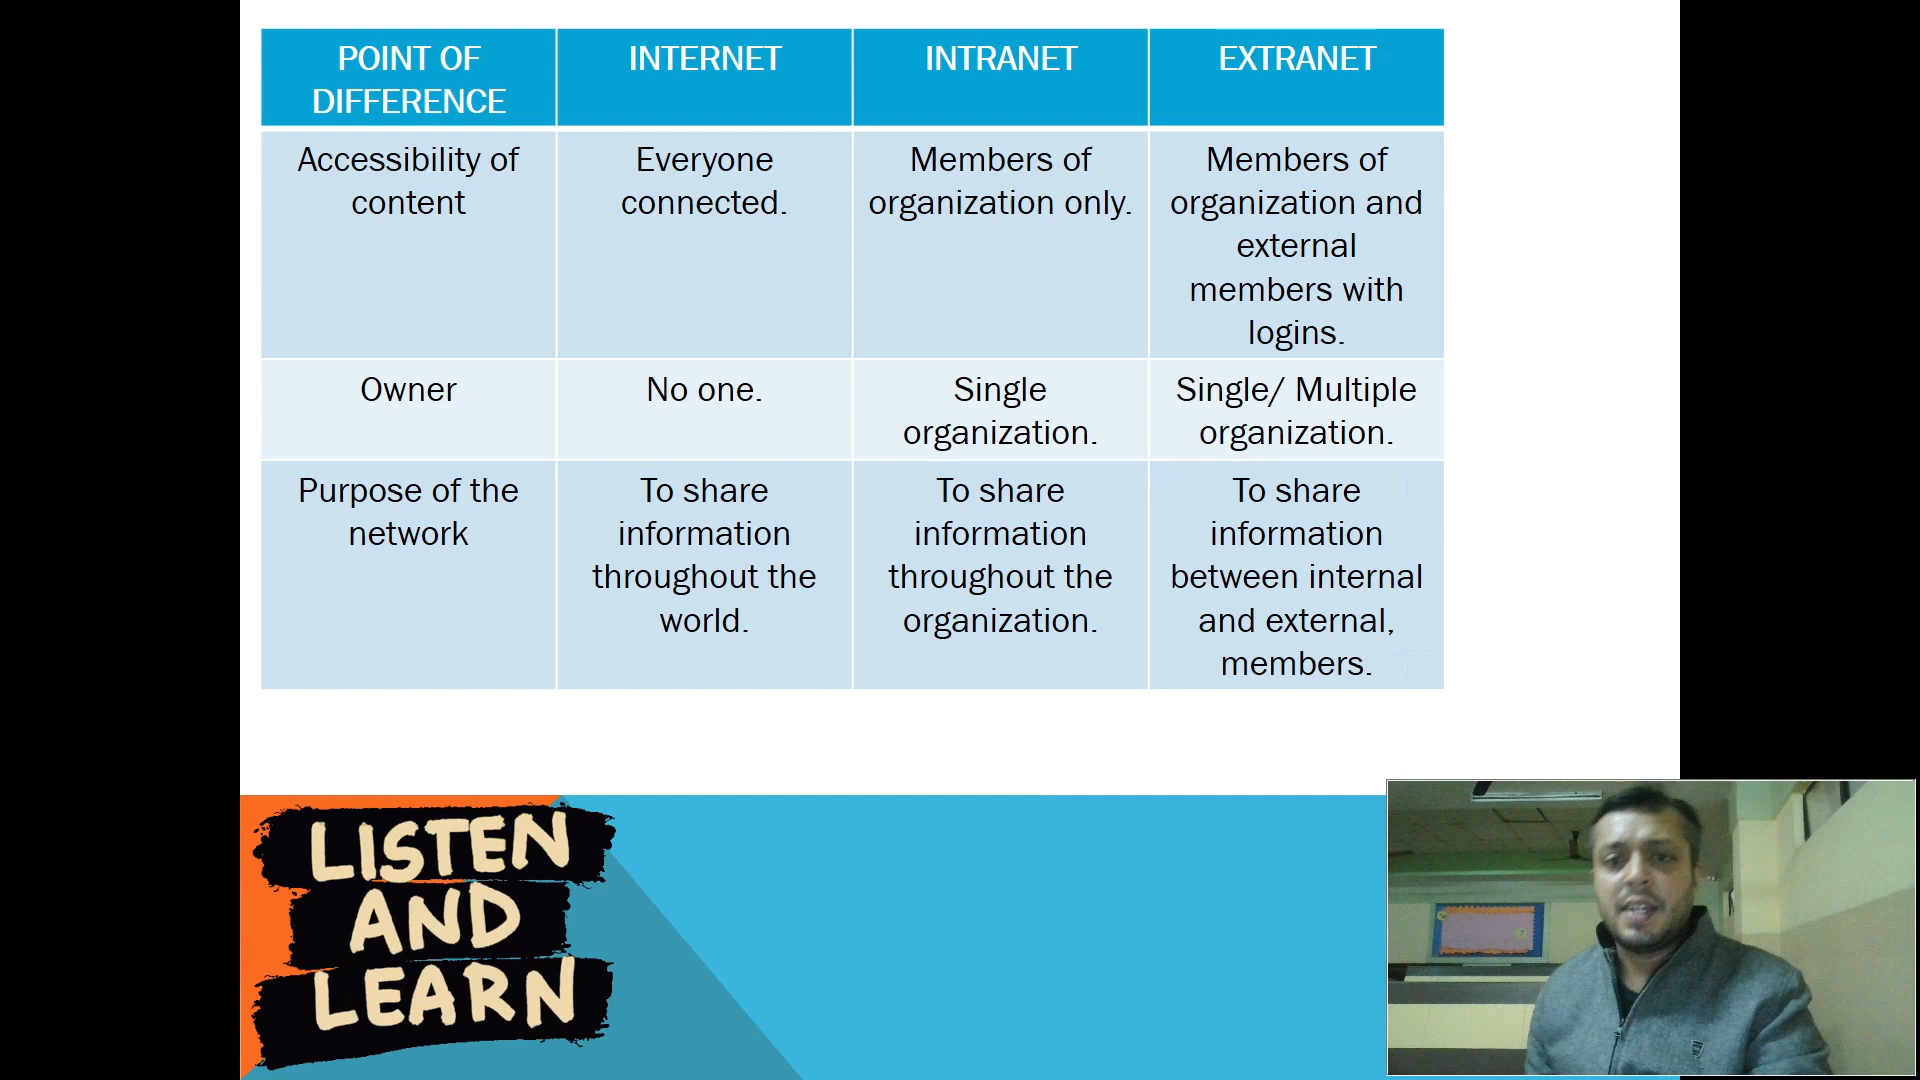 POINT OF
DIFFERENCE
INTERNET
INTRANET
EXTRANET
Accessibility of
content
Everyone
connected.
Members of
organization only.
Members of
organization and
external
members with
logins.
Owner
No one.
Single
organization.
Single/ Multiple
organization.
Purpose of the
network
To share
information
throughout the
world.
To share
information
throughout the
organization.
To share
information
between internal
and external,
members.
LISTEN
AND
LEARN